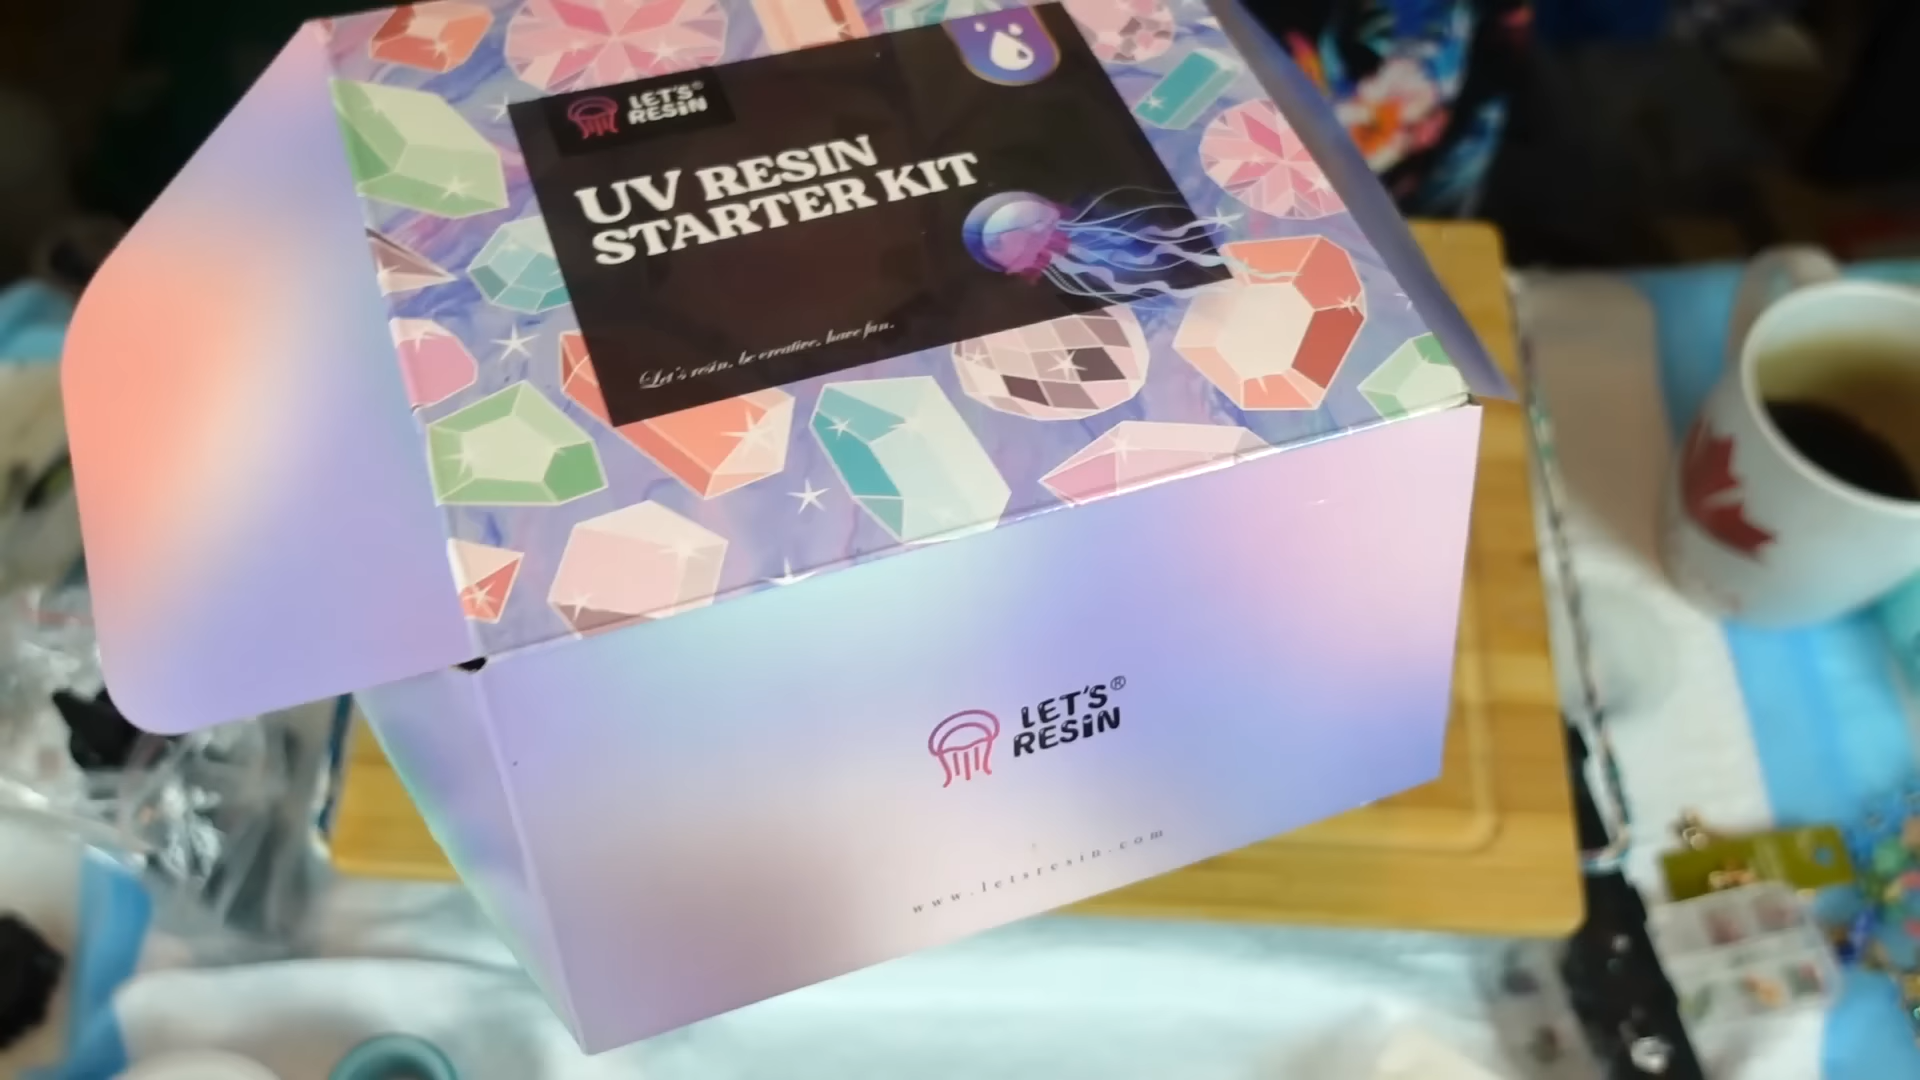 LET'S®
RESIN
UV RESIN
STARTER KIT
Let's resin, be creative, have fun.
LET'S®
RESIN
www.letsresin.com